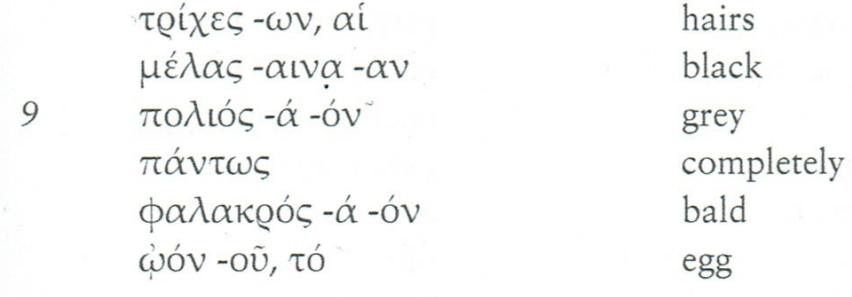 τρίχες -ων, αἱ hairs
μέλας -αινα -αν black
9 πολιός -ά -όν grey
πάντως completely
φαλακρός -ά -όν bald
ᾠόν -οῦ, τό egg